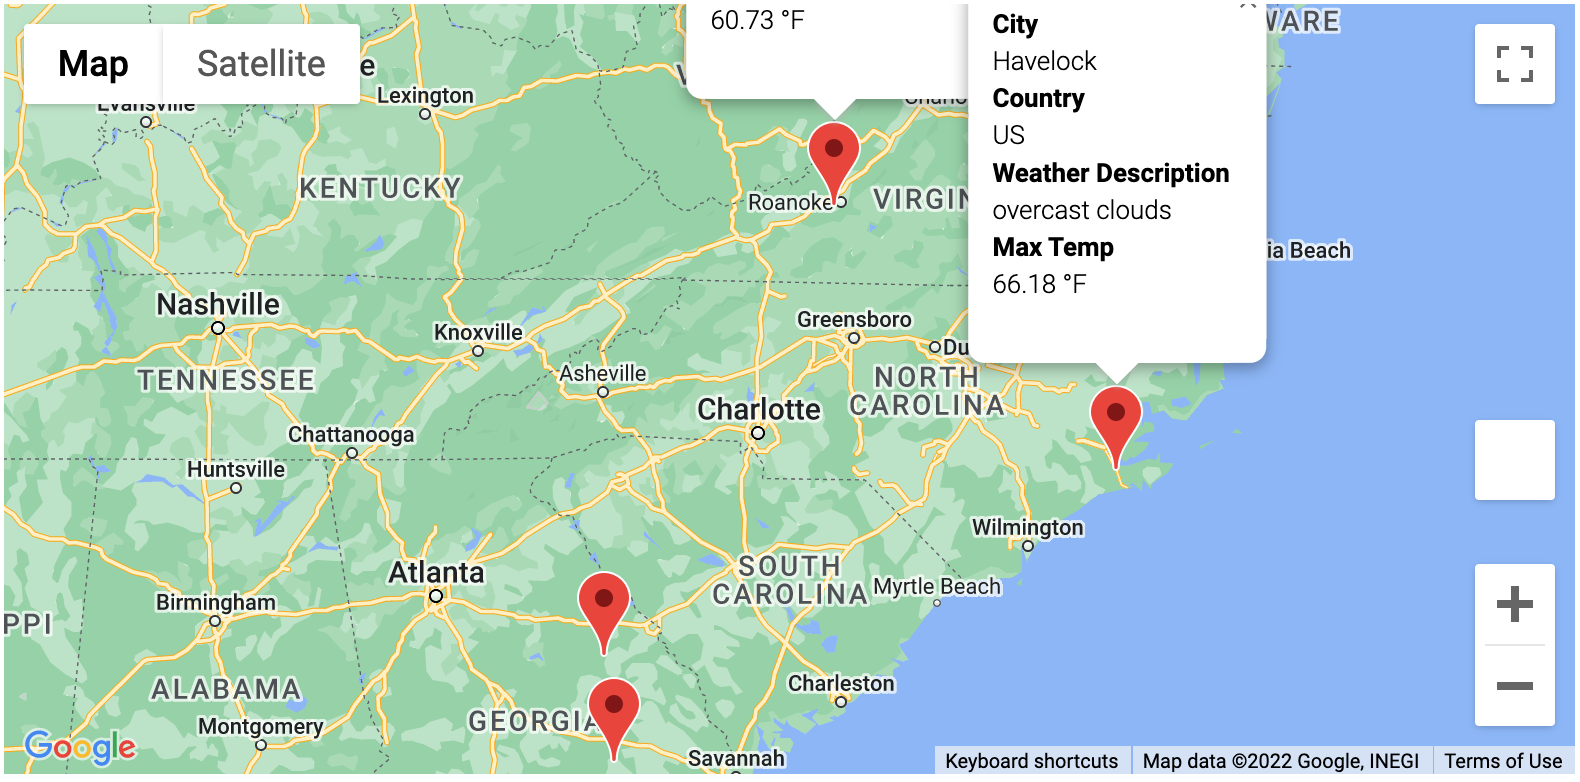 60.73 °F
City
Havelock
Country
US
Weather Description
overcast clouds
Max Temp
66.18 °F
WARE
Map
Satellite
e
Evansville
Lexington
KENTUCKY
Roanoke
VIRGIN
ia Beach
Nashville
Knoxville
Greensboro
Du
TENNESSEE
Asheville
NORTH
CAROLINA
Charlotte
Chattanooga
Huntsville
Wilmington
Atlanta
SOUTH
CAROLINA
Myrtle Beach
Birmingham
PPI
ALABAMA
Charleston
GEORGIA
Montgomery
Savannah
Google
Keyboard shortcuts
Map data ©2022 Google, INEGI
Terms of Use